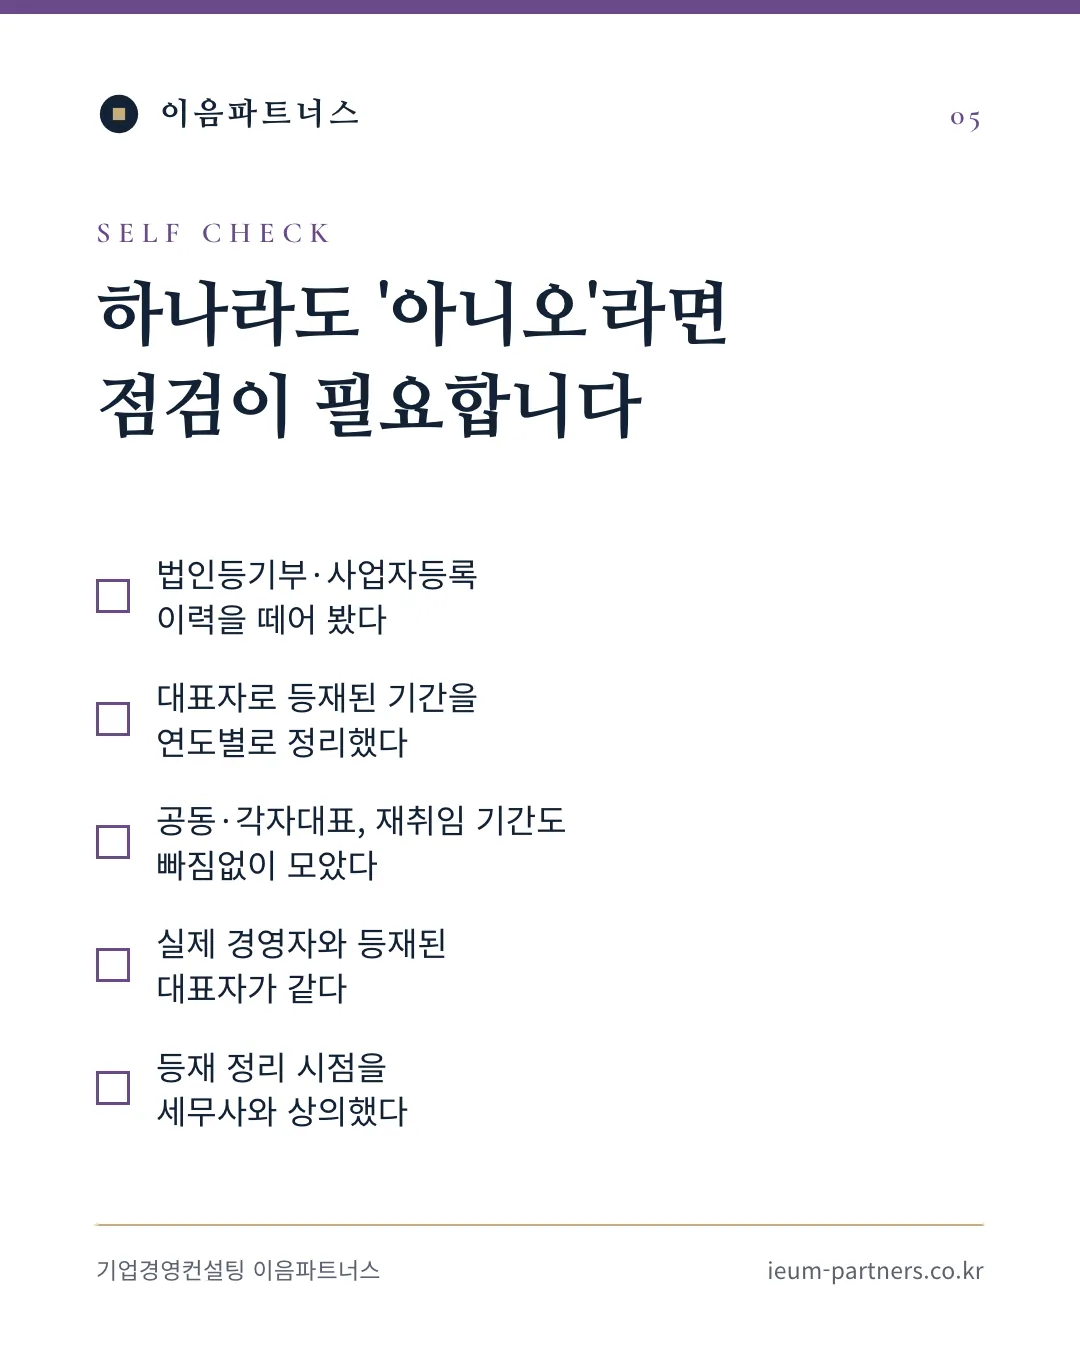 이음파트너스
05
SELF CHECK
하나라도 '아니오'라면
점검이 필요합니다
법인등기부·사업자등록
이력을 떼어 봤다
대표자로 등재된 기간을
연도별로 정리했다
공동·각자대표, 재취임 기간도
빠짐없이 모았다
실제 경영자와 등재된
대표자가 같다
등재 정리 시점을
세무사와 상의했다
기업경영컨설팅 이음파트너스
ieum-partners.co.kr